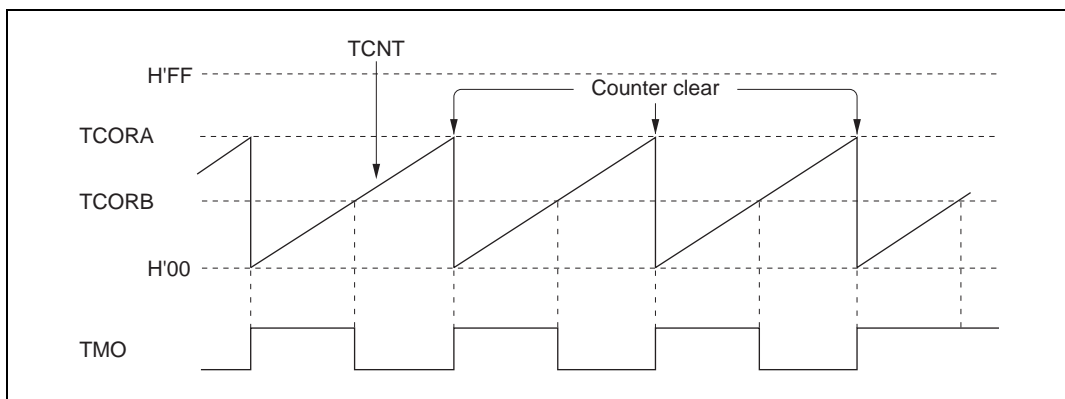 TCNT
H'FF
Counter clear
TCORA
TCORB
H'00
TMO